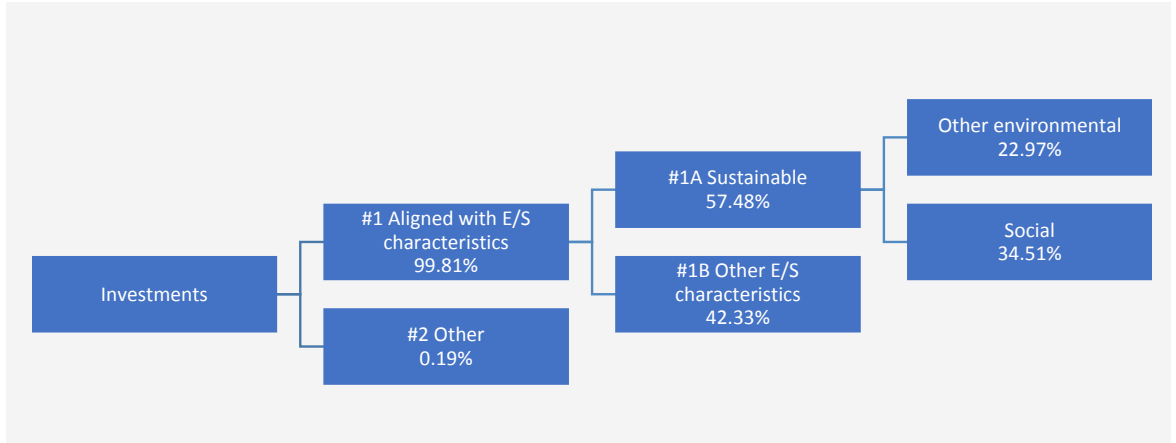 Investments
#1 Aligned with E/S
characteristics
99.81%
#2 Other
0.19%
#1A Sustainable
57.48%
#1B Other E/S
characteristics
42.33%
Other environmental
22.97%
Social
34.51%